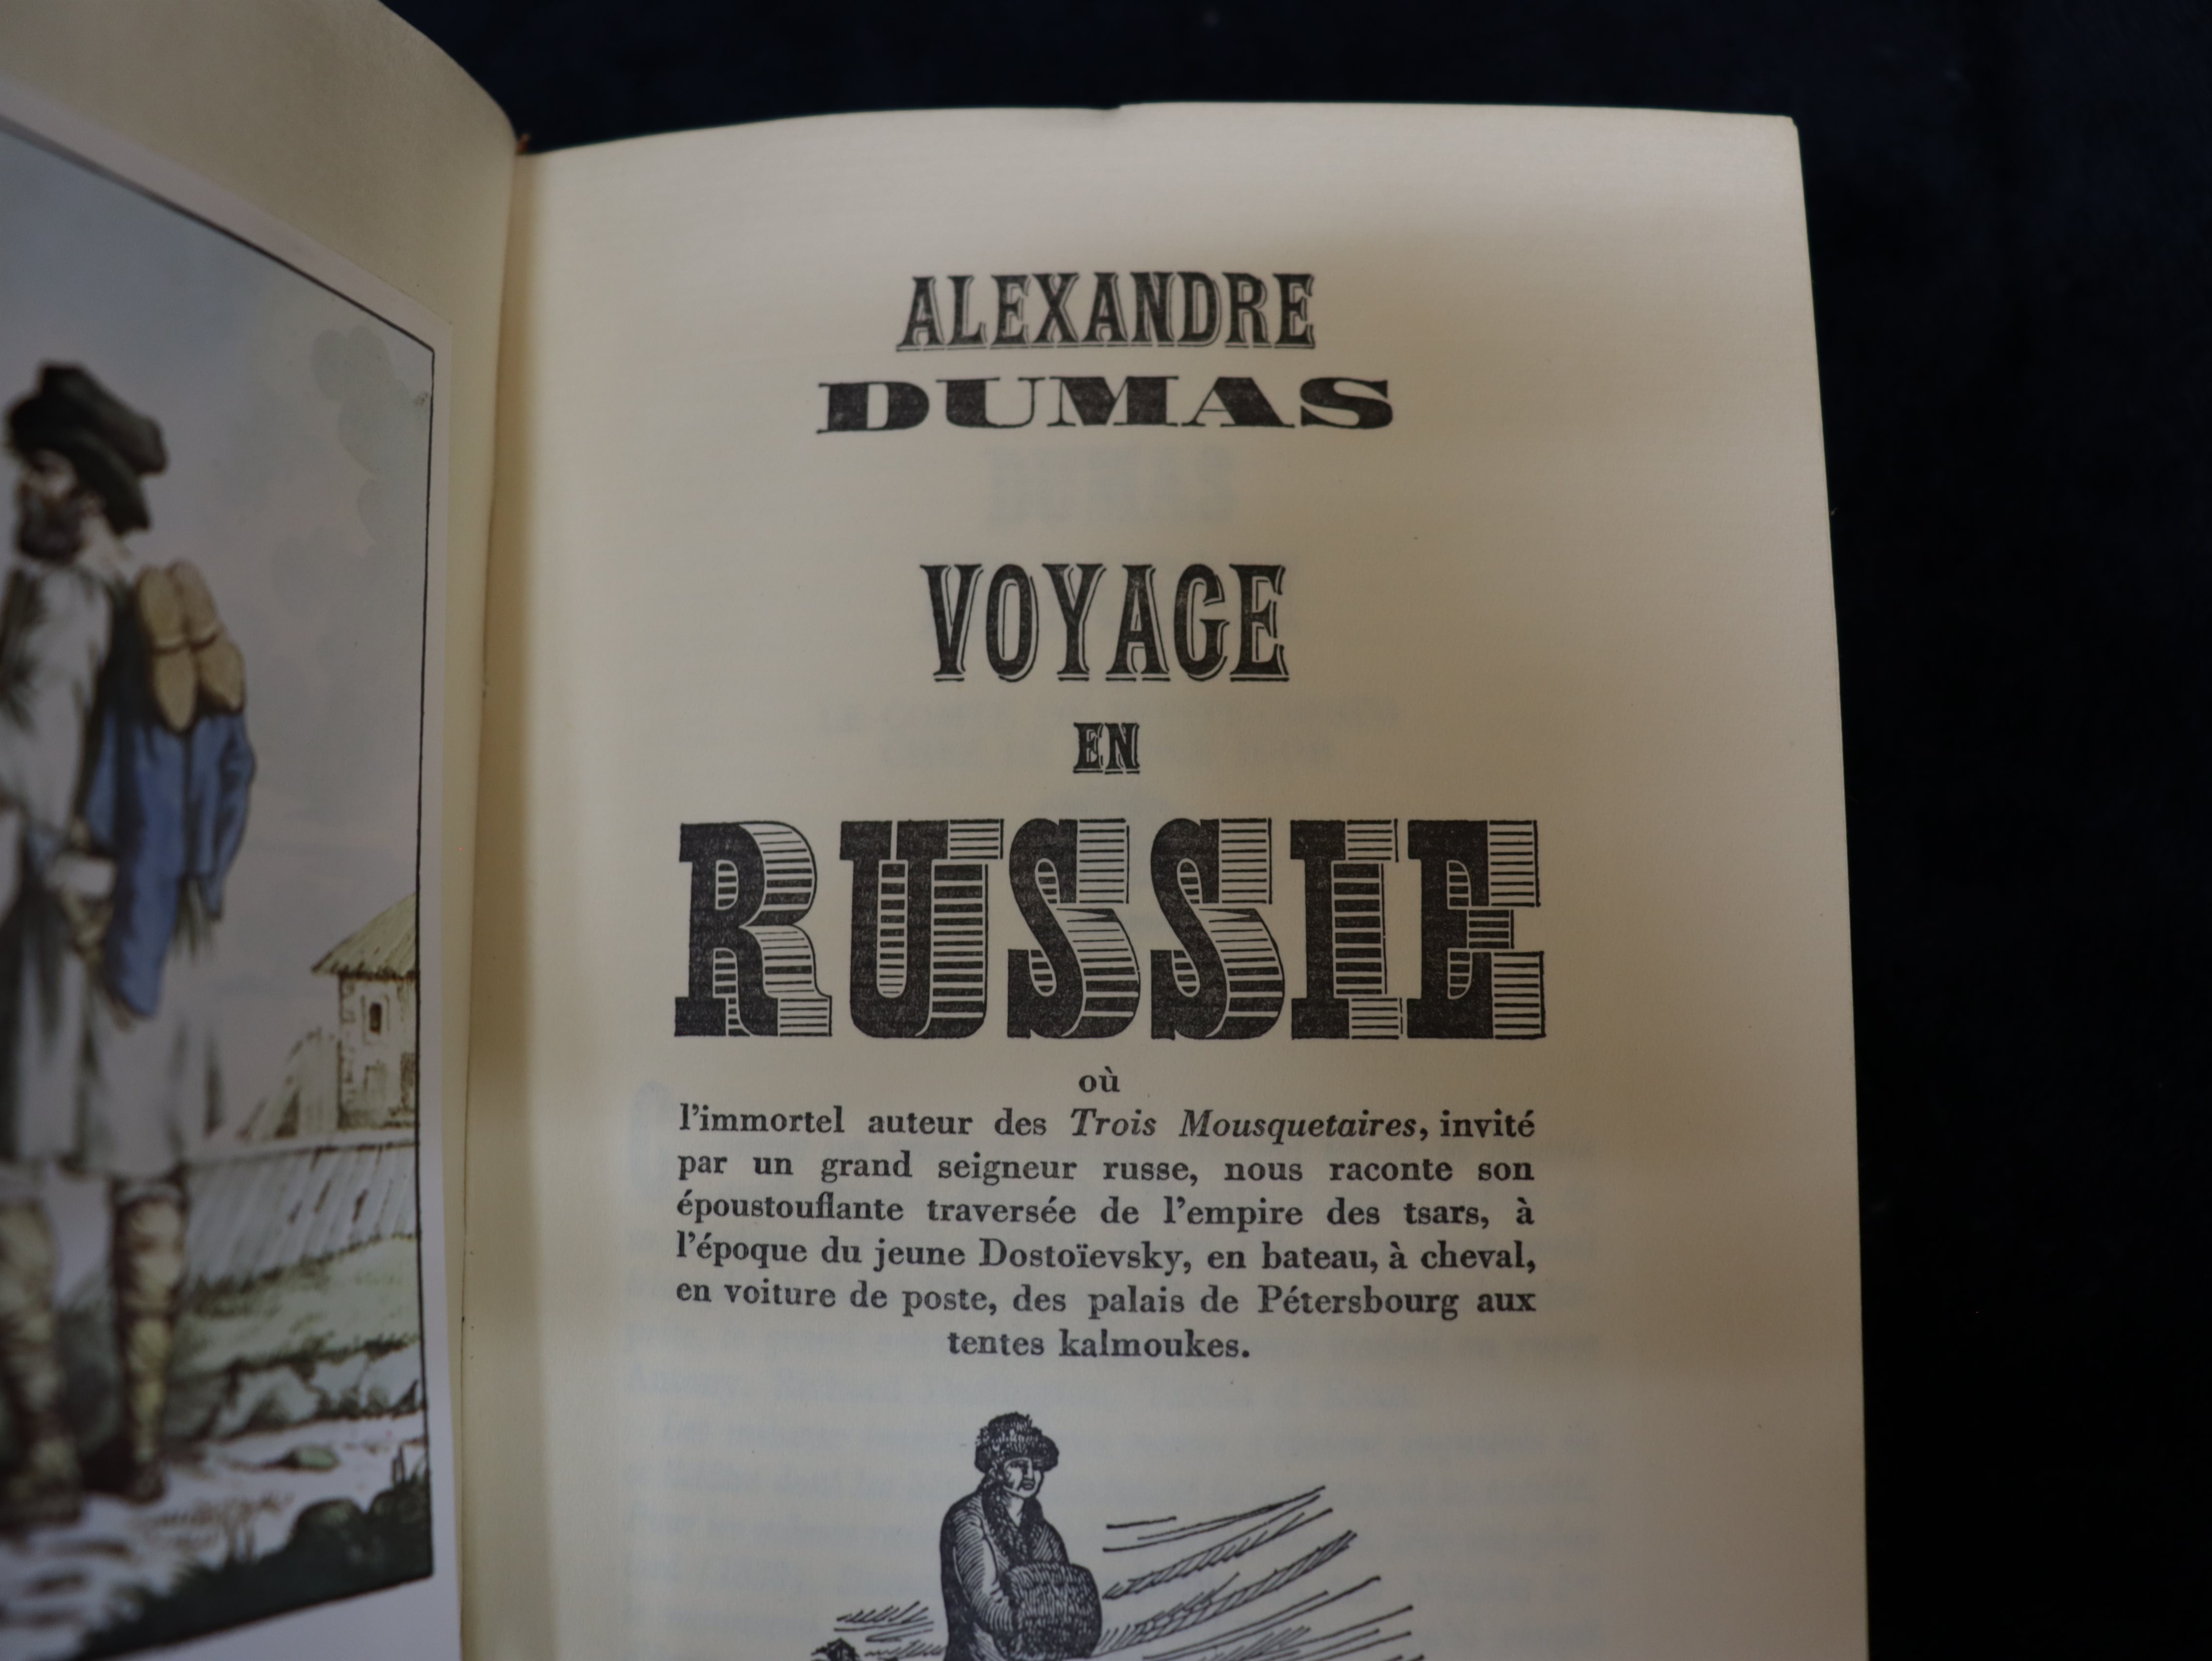 ALEXANDRE
DUMAS
VOYAGE
EN
RUSSIE
où
l'immortel auteur des Trois Mousquetaires, invité
par un grand seigneur russe, nous raconte son
époustouflante traversée de l'empire des tsars, à
l'époque du jeune Dostoïevsky, en bateau, à cheval,
en voiture de poste, des palais de Pétersbourg aux
tentes kalmoukes.